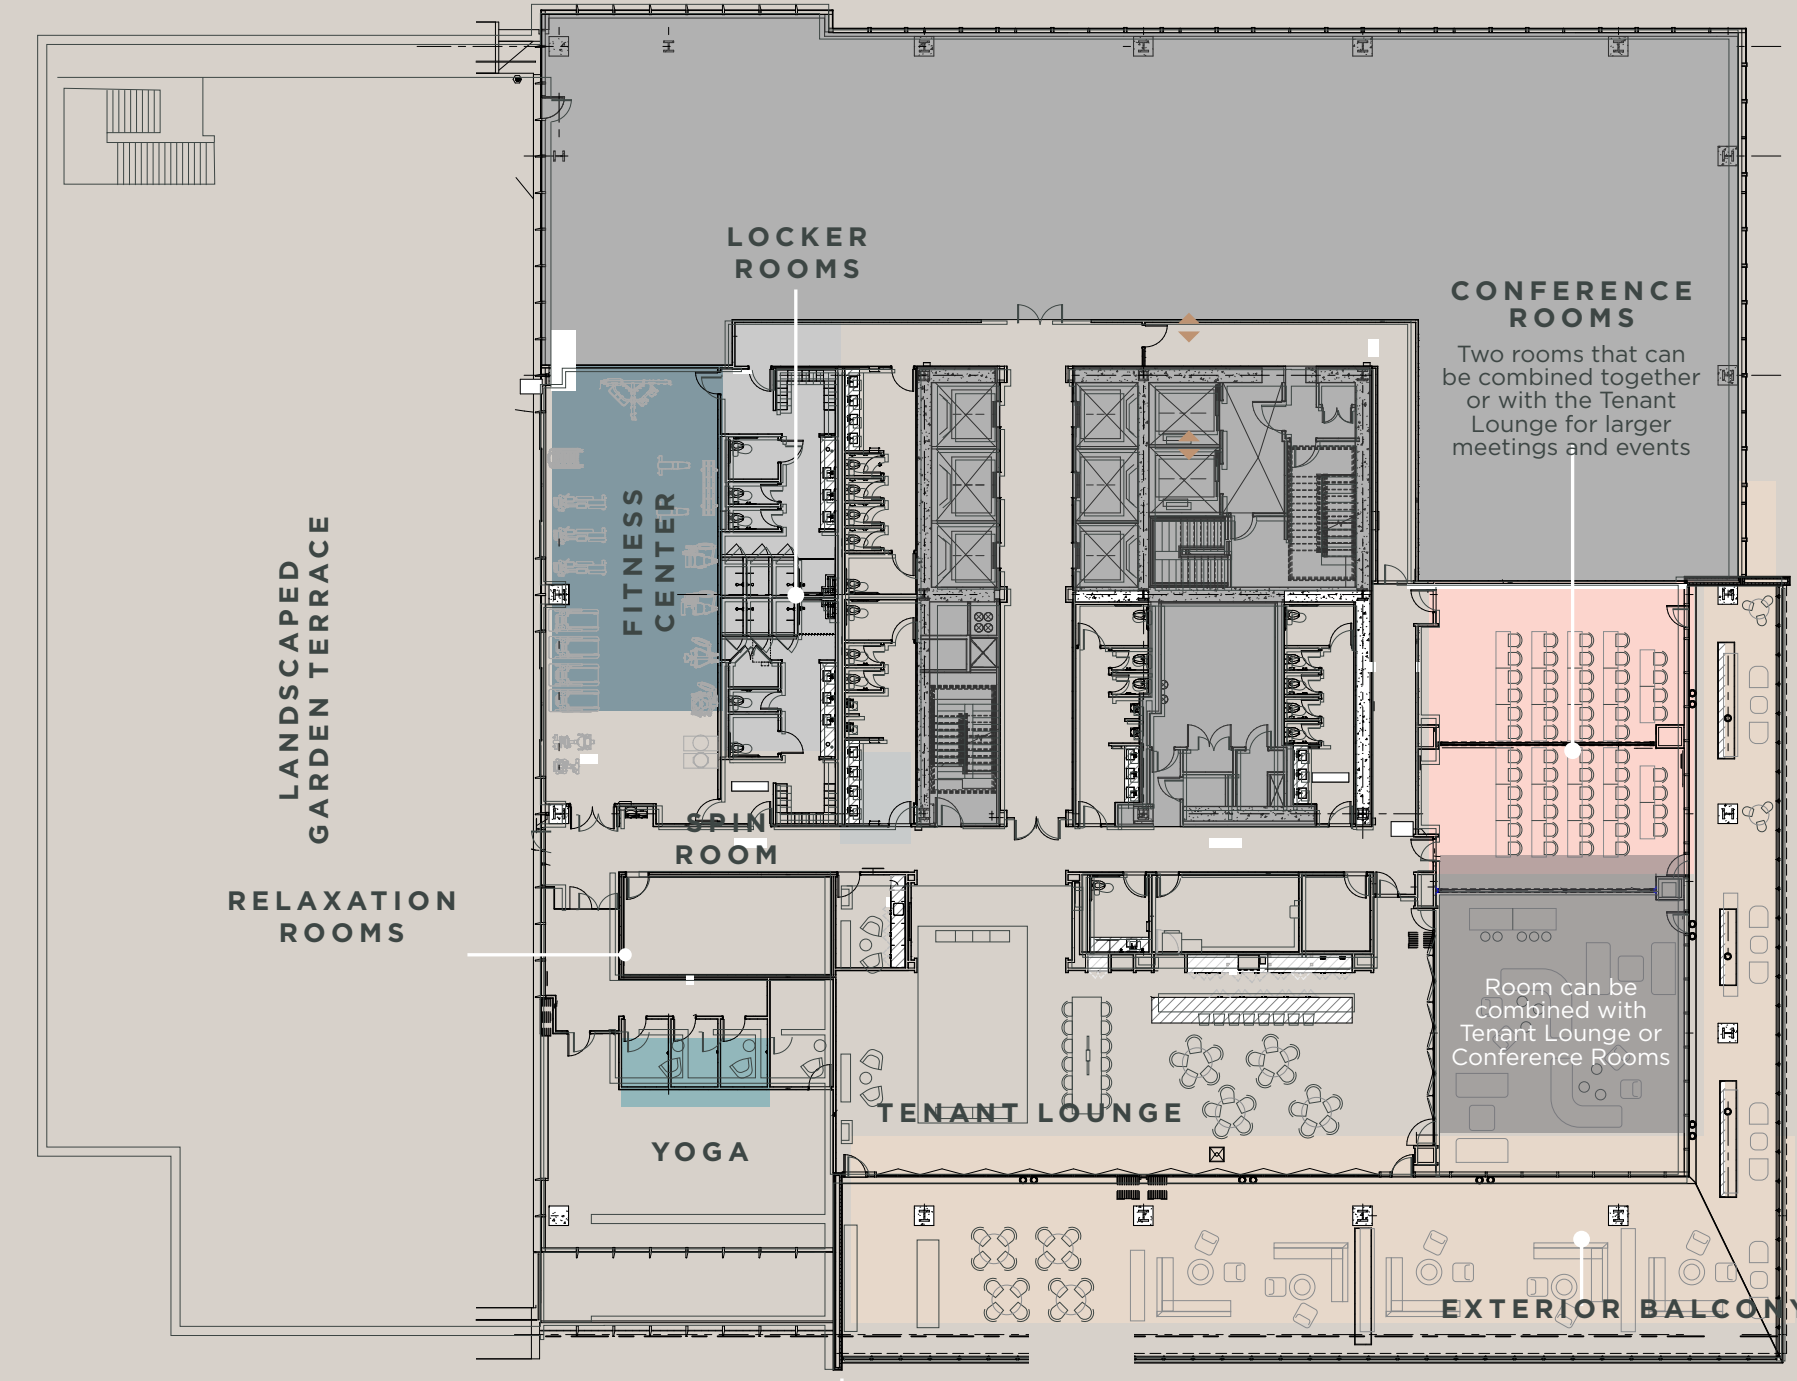 LOCKER
ROOMS
CONFERENCE
ROOMS
Two rooms that can
be combined together
or with the Tenant
Lounge for larger
meetings and events
FITNESS
CENTER
LANDSCAPED
GARDEN TERRACE
SPIN
ROOM
RELAXATION
ROOMS
Room can be
combined with
Tenant Lounge or
Conference Rooms
TENANT LOUNGE
YOGA
EXTERIOR BALCONY